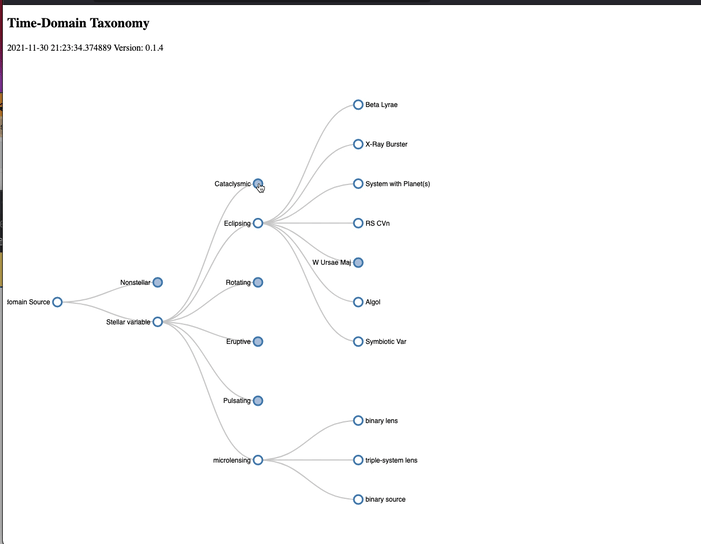 Time-Domain Taxonomy
2021-11-30 21:23:34.374889 Version: 0.1.4
Beta Lyrae
X-Ray Burster
Cataclysmic
System with Planet(s)
Eclipsing
RS CVn
W Ursae Maj
Nonstellar
Rotating
domain Source
Algol
Stellar variable
Eruptive
Symbiotic Var
Pulsating
binary lens
microlensing
triple-system lens
binary source